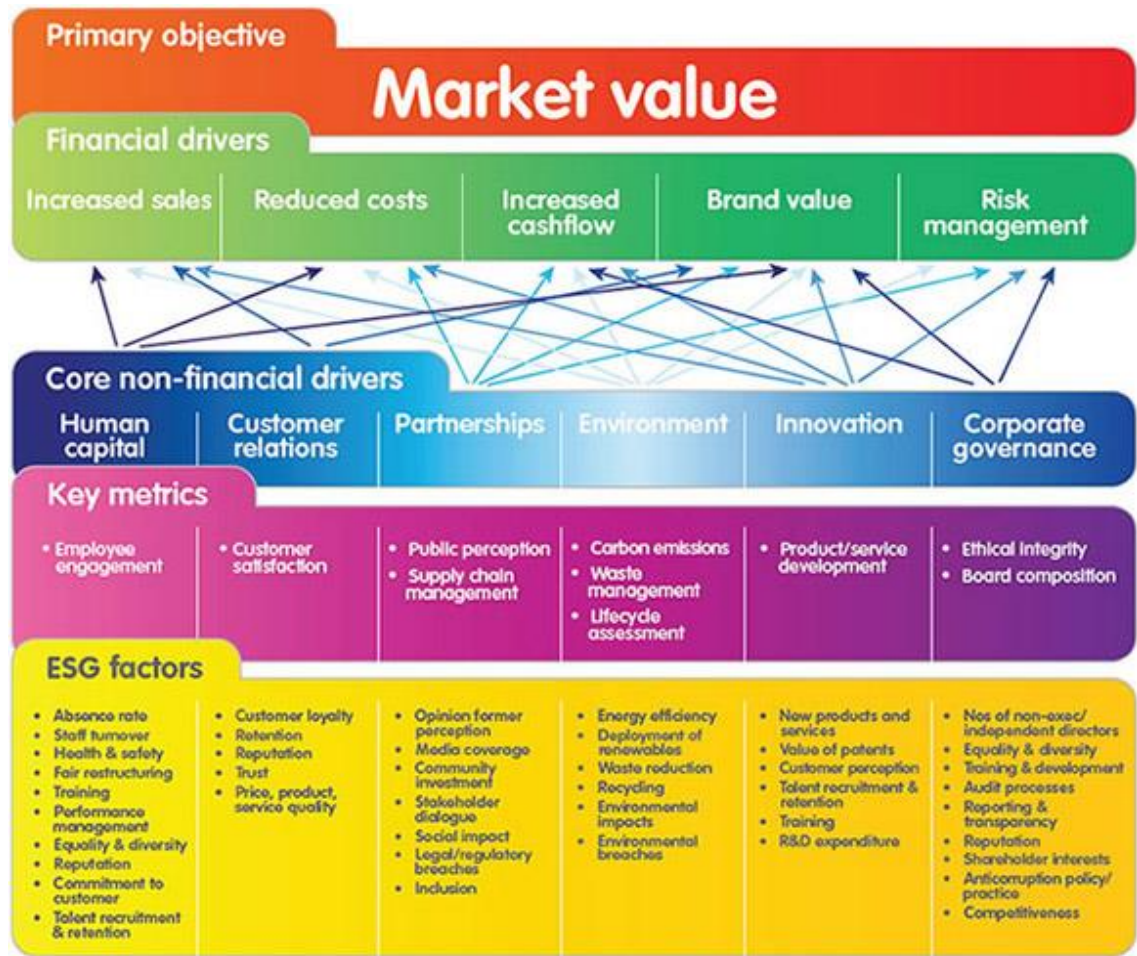 Primary objective
Market value
Financial drivers
Increased sales
Reduced costs
Increased
cashflow
Brand value
Risk
management
Core non-financial drivers
Human
capital
Customer
relations
Partnerships
Environment
Innovation
Corporate
governance
Key metrics
• Employee
engagement
• Customer
satisfaction
• Public perception
• Supply chain
management
• Carbon emissions
• Waste
management
• Lifecycle
assessment
• Product/service
development
• Ethical integrity
• Board composition
ESG factors
• Absence rate
• Staff turnover
• Health & safety
• Fair restructuring
• Training
• Performance
management
• Equality & diversity
• Reputation
• Commitment to
customer
• Talent recruitment
& retention
• Customer loyalty
• Retention
• Reputation
• Trust
• Price, product,
service quality
• Opinion former
perception
• Media coverage
• Community
investment
• Stakeholder
dialogue
• Social impact
• Legal/regulatory
breaches
• Inclusion
• Energy efficiency
• Deployment of
renewables
• Waste reduction
• Recycling
• Environmental
impacts
• Environmental
breaches
• New products and
services
• Value of patents
• Customer perception
• Talent recruitment &
retention
• Training
• R&D expenditure
• Nos of non-exec/
independent directors
• Equality & diversity
• Training & development
• Audit processes
• Reporting &
transparency
• Reputation
• Shareholder interests
• Anticorruption policy/
practice
• Competitiveness